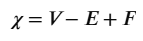 χ = V − E + F